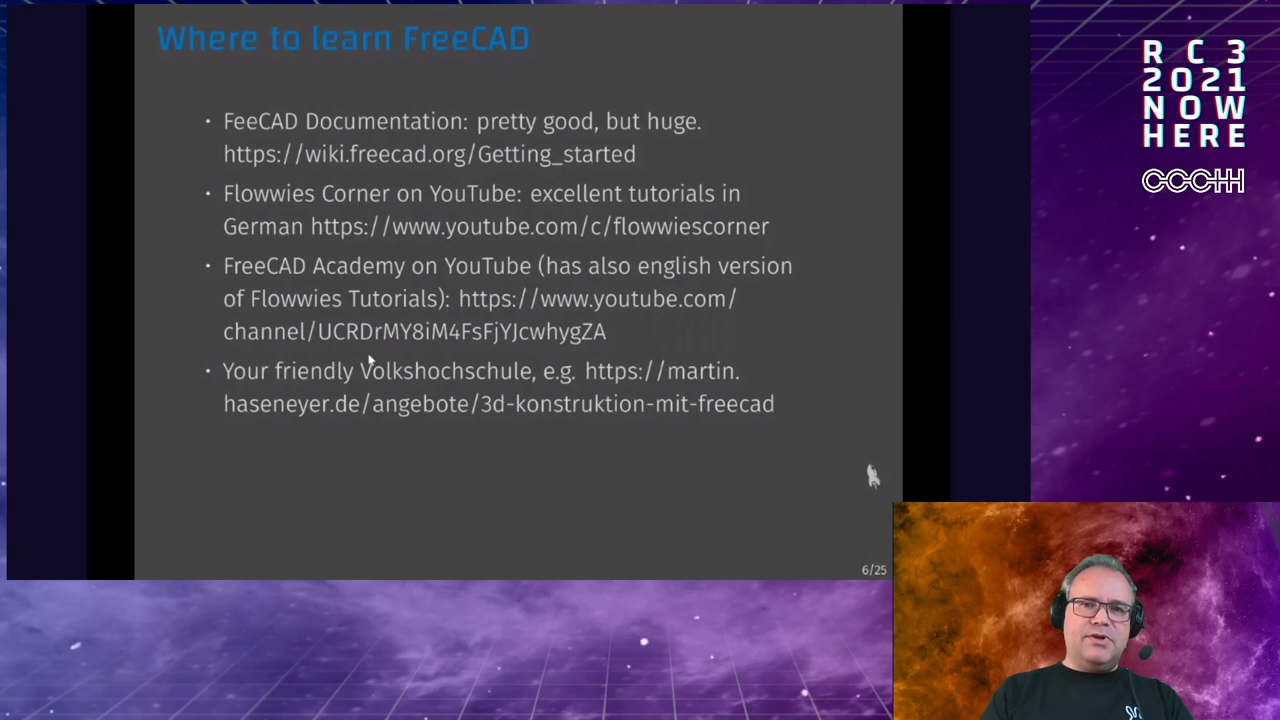 Where to learn FreeCAD
• FeeCAD Documentation: pretty good, but huge.
https://wiki.freecad.org/Getting_started
• Flowwies Corner on YouTube: excellent tutorials in
German https://www.youtube.com/c/flowwiescorner
• FreeCAD Academy on YouTube (has also english version
of Flowwies Tutorials): https://www.youtube.com/
channel/UCRDrMY8iM4FsFjYJcwhygZA
• Your friendly Volkshochschule, e.g. https://martin.
haseneyer.de/angebote/3d-konstruktion-mit-freecad
6/25
RC3
2021
NOW
HERE
CCCHH